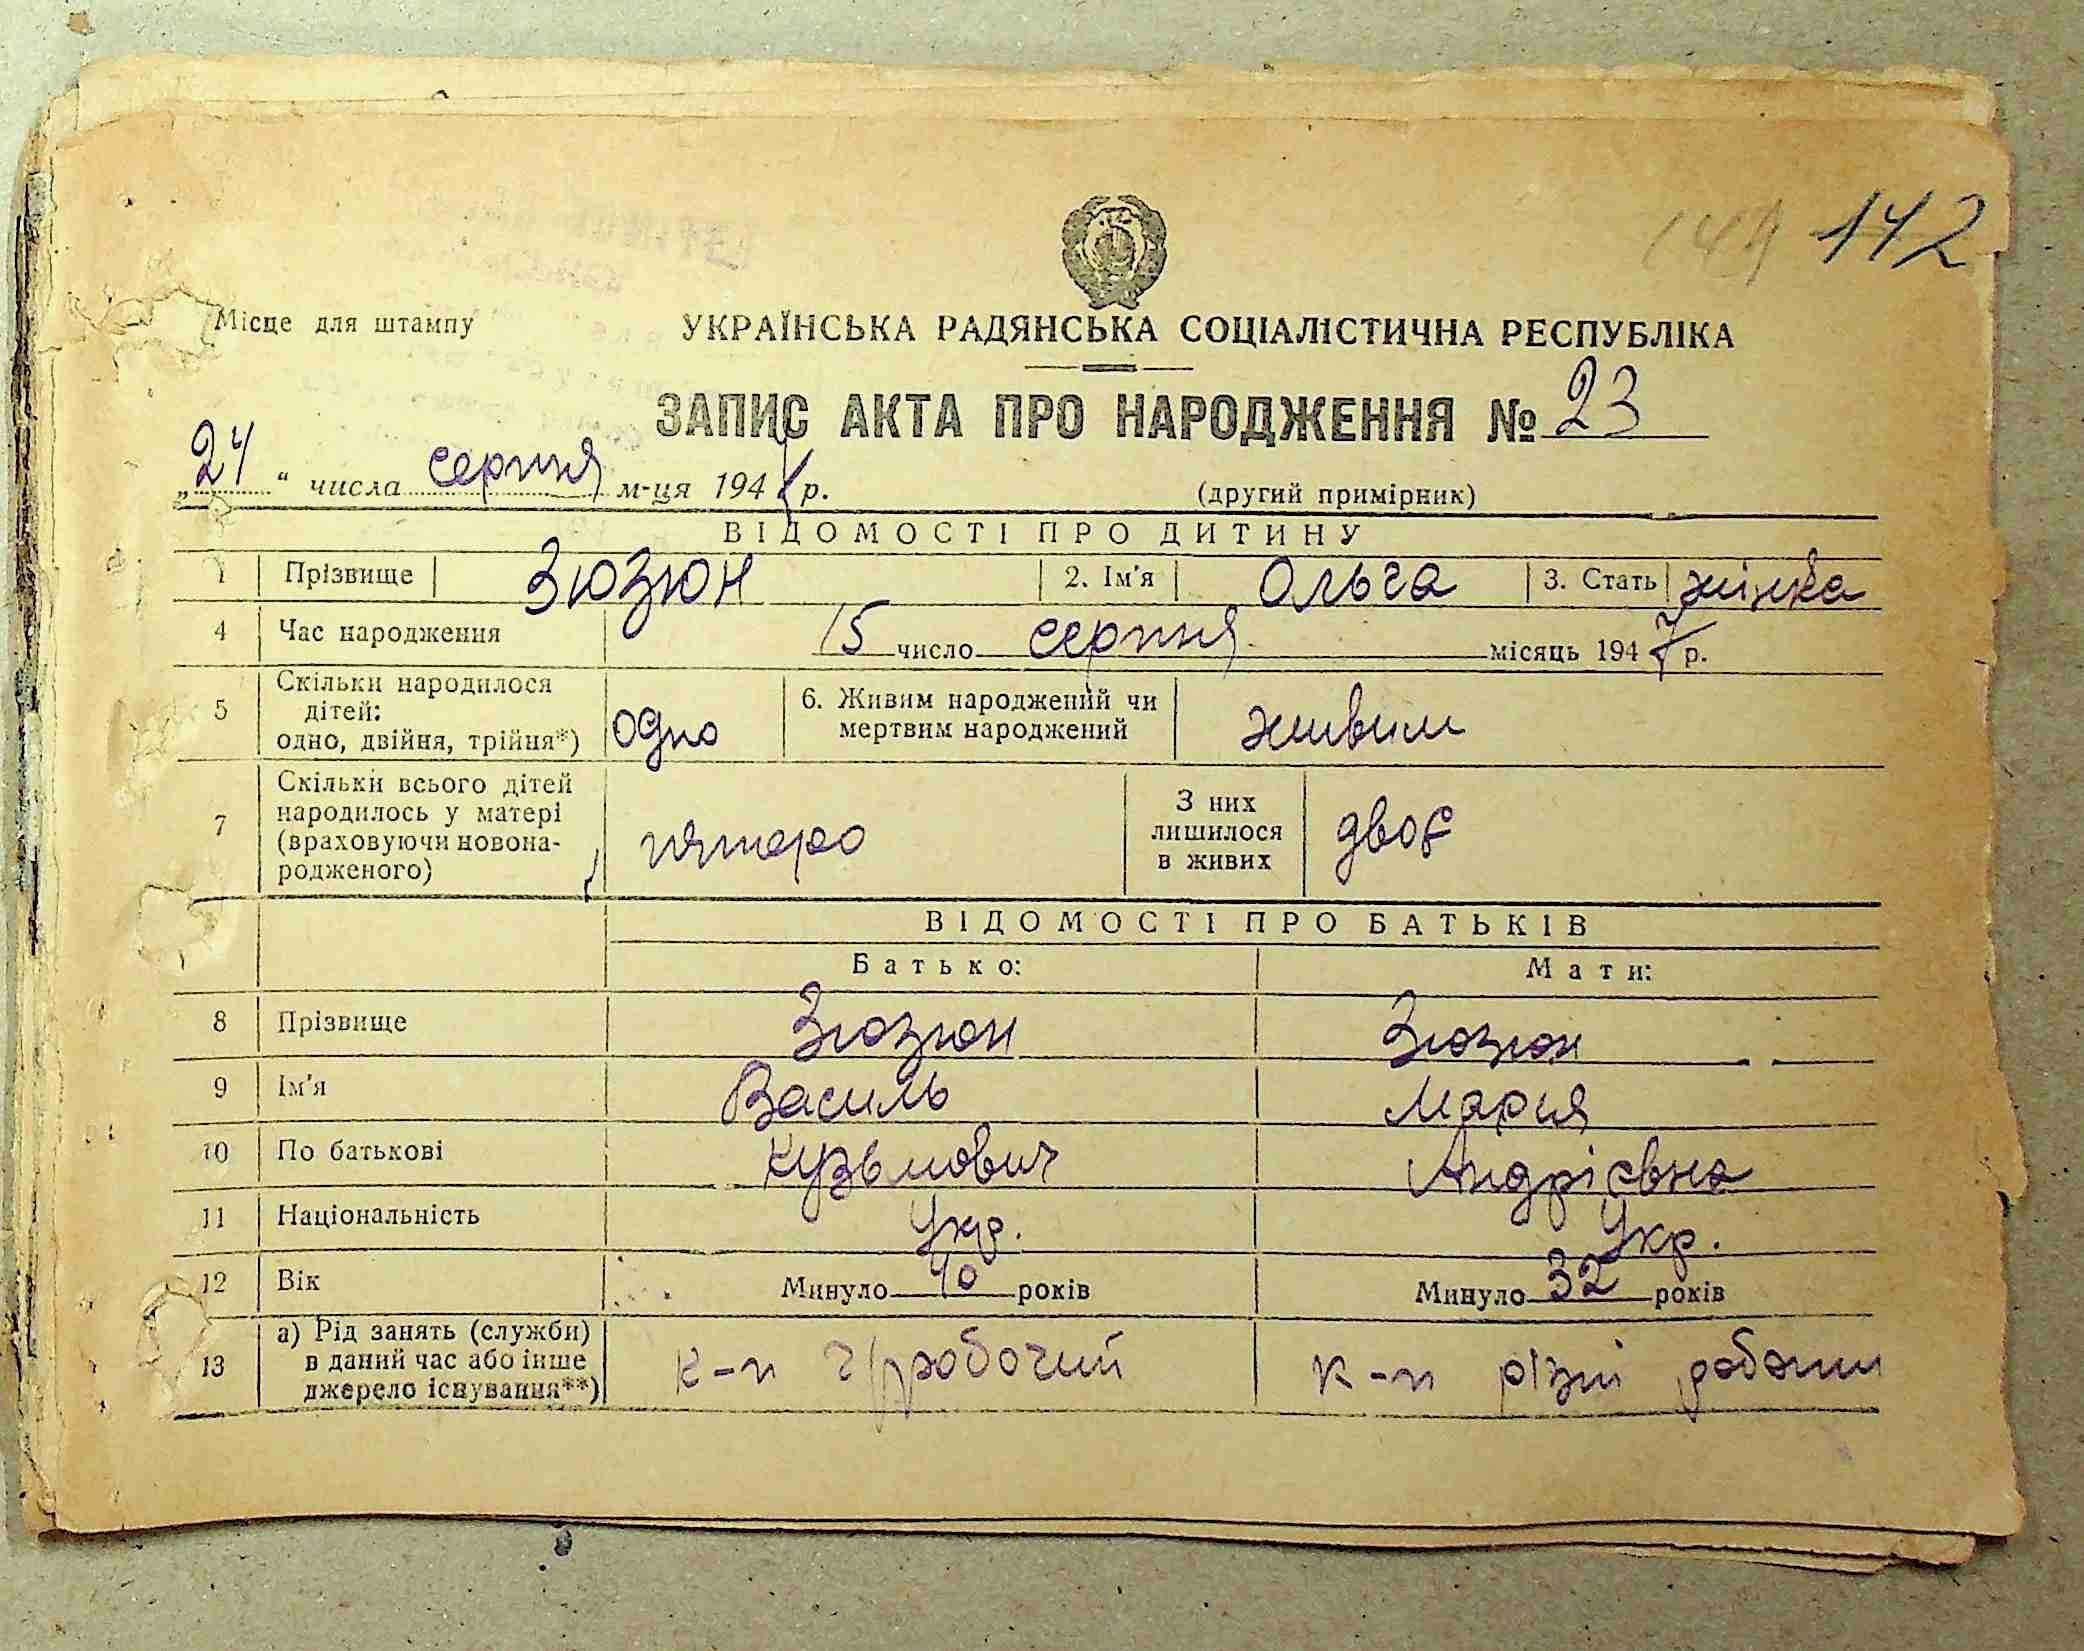 144 142
Місце для штампу
УКРАЇНСЬКА РАДЯНСЬКА СОЦІАЛІСТИЧНА РЕСПУБЛІКА
ЗАПИС АКТА ПРО НАРОДЖЕННЯ № 23
„24“ числа серпня м-ця 1947 р.
(другий примірник)
ВІДОМОСТІ ПРО ДИТИНУ
1 Прізвище Зюзюн 2. Ім'я Ольга 3. Стать жінка
4 Час народження 15 число серпня місяць 1947 р.
5 Скільки народилося
дітей:
одно, двійня, трійня*) одно
6. Живим народжений чи
мертвим народжений живим
7 Скільки всього дітей
народилось у матері
(враховуючи новона-
родженого) пятеро
З них
лишилося
в живих двоє
ВІДОМОСТІ ПРО БАТЬКІВ
Батько: Мати:
8 Прізвище Зюзюн Зюзюн
9 Ім'я Василь Мария
10 По батькові Кузьмович Андрієвна
11 Національність Укр. Укр.
12 Вік Минуло 40 років Минуло 32 років
13 а) Рід занять (служби)
в даний час або інше
джерело існування**)
к-п ч/робочий к-п різні роботи